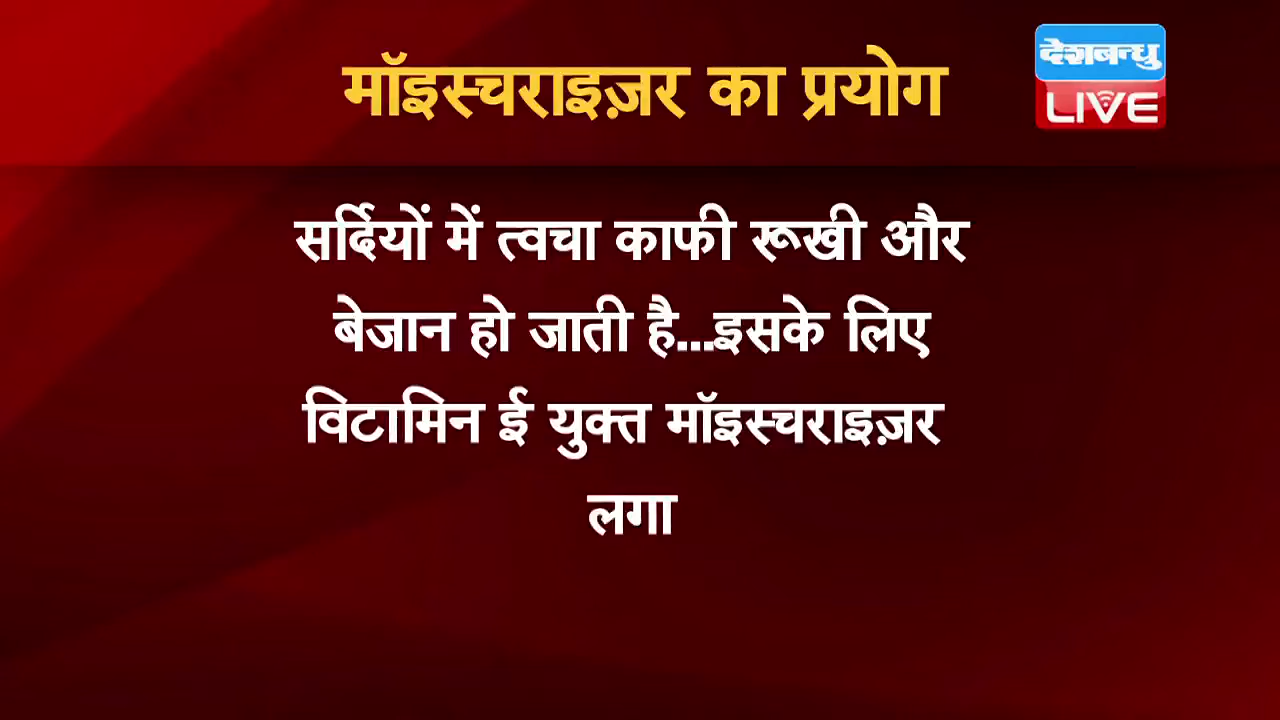 मॉइस्चराइज़र का प्रयोग
देशबन्धु
LIVE
सर्दियों में त्वचा काफी रूखी और
बेजान हो जाती है...इसके लिए
विटामिन ई युक्त मॉइस्चराइज़र
लगा